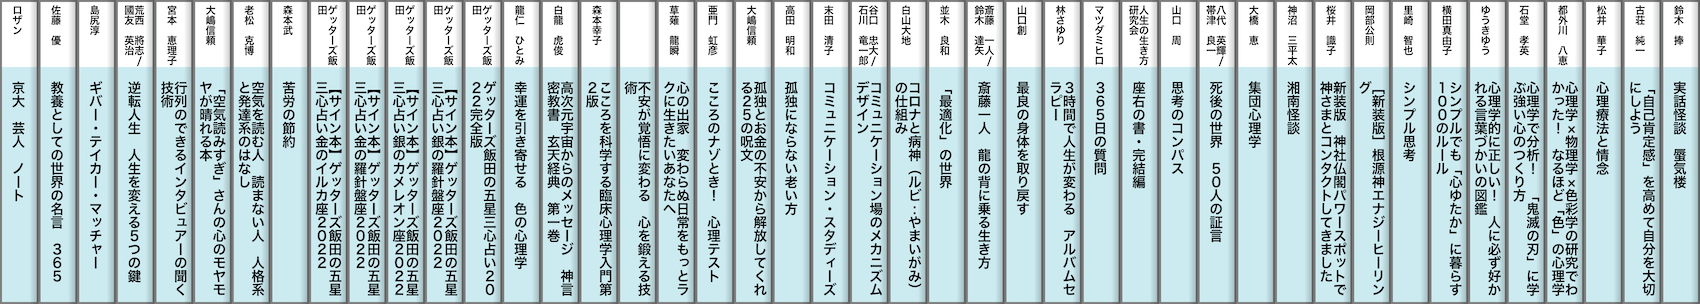 鈴木 捧
実話怪談 蜃気楼
古荘 純一
「自己肯定感」を高めて自分を大切
にしよう
松井 華子
心理療法と情念
都外川 八恵
心理学×物理学×色彩学の研究でわ
かった! なるほど「色」の心理学
石堂 孝英
心理学で分析! 「鬼滅の刃」に学
ぶ強い心のつくり方
ゆうきゆう
心理学的に正しい! 人に必ず好か
れる言葉づかいの図鑑
横田真由子
シンプルでも「心ゆたか」に暮らす
100のルール
里崎 智也
シンプル思考
岡部公則
[新装版]根源神エナジーヒーリン
グ
桜井 識子
新装版 神社仏閣パワースポットで
神さまとコンタクトしてきました
神沼 三平太
湘南怪談
大橋 恵
集団心理学
八代 英輝/
帯津 良一
死後の世界 50人の証言
山口 周
思考のコンパス
人生の生き方
研究会
座右の書・完結編
マツダミヒロ
365日の質問
林さゆり
3時間で人生が変わる アルバムセ
ラピー
山口創
最良の身体を取り戻す
斎藤 一人/
鈴木 達矢
斎藤一人 龍の背に乗る生き方
並木 良和
「最適化」の世界
白山大地
コロナと病神(ルビ:やまいがみ)
の仕組み
谷口 忠大/
石川 竜一郎
コミュニケーション場のメカニズム
デザイン
末田 清子
コミュニケーション・スタディーズ
高田 明和
孤独にならない老い方
大嶋信頼
孤独とお金の不安から解放してくれ
る25の呪文
亜門 虹彦
こころのナゾとき! 心理テスト
草薙 龍瞬
心の出家 変わらぬ日常をもっとラ
クに生きたいあなたへ
不安が覚悟に変わる 心を鍛える技
術
森本幸子
こころを科学する臨床心理学入門第
2版
白龍 虎俊
高次元宇宙からのメッセージ 神言
密教書 玄天経典 第一巻
龍仁 ひとみ
幸運を引き寄せる 色の心理学
ゲッターズ飯
田
ゲッターズ飯田の五星三心占い20
22完全版
ゲッターズ飯
田
【サイン本】ゲッターズ飯田の五星
三心占い銀の羅針盤座2022
ゲッターズ飯
田
【サイン本】ゲッターズ飯田の五星
三心占い銀のカメレオン座2022
ゲッターズ飯
田
【サイン本】ゲッターズ飯田の五星
三心占い金の羅針盤座2022
ゲッターズ飯
田
【サイン本】ゲッターズ飯田の五星
三心占い金のイルカ座2022
森本武
苦労の節約
老松 克博
空気を読む人 読まない人 人格系
と発達系のはなし
大嶋信頼
「空気読みすぎ」さんの心のモヤモ
ヤが晴れる本
宮本 恵理子
行列のできるインタビュアーの聞く
技術
荒西 將志/
國友 英治
逆転人生 人生を変える5つの鍵
島尻淳
ギバー・テイカー・マッチャー
佐藤 優
教養としての世界の名言 365
ロザン
京大 芸人 ノート